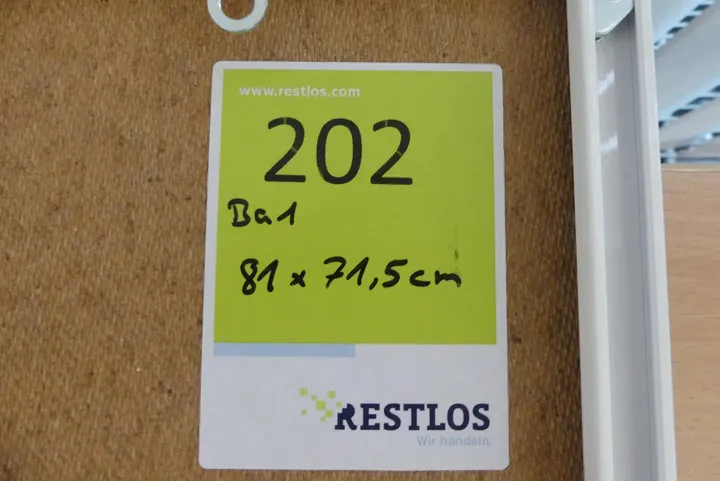 www.restlos.com
202
Ba1
81 x 71,5cm
RESTLOS
Wir handeln.